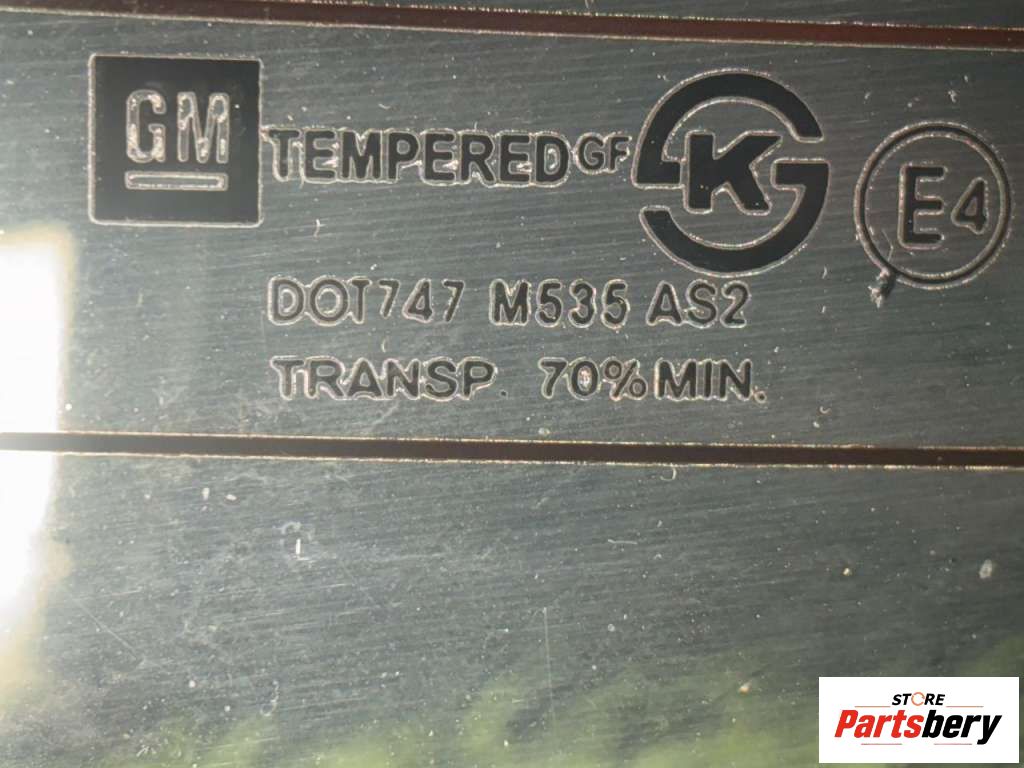 GM TEMPERED GF K E4
DOT747 M535 AS2
TRANSP. 70% MIN.
STORE
Partsbery